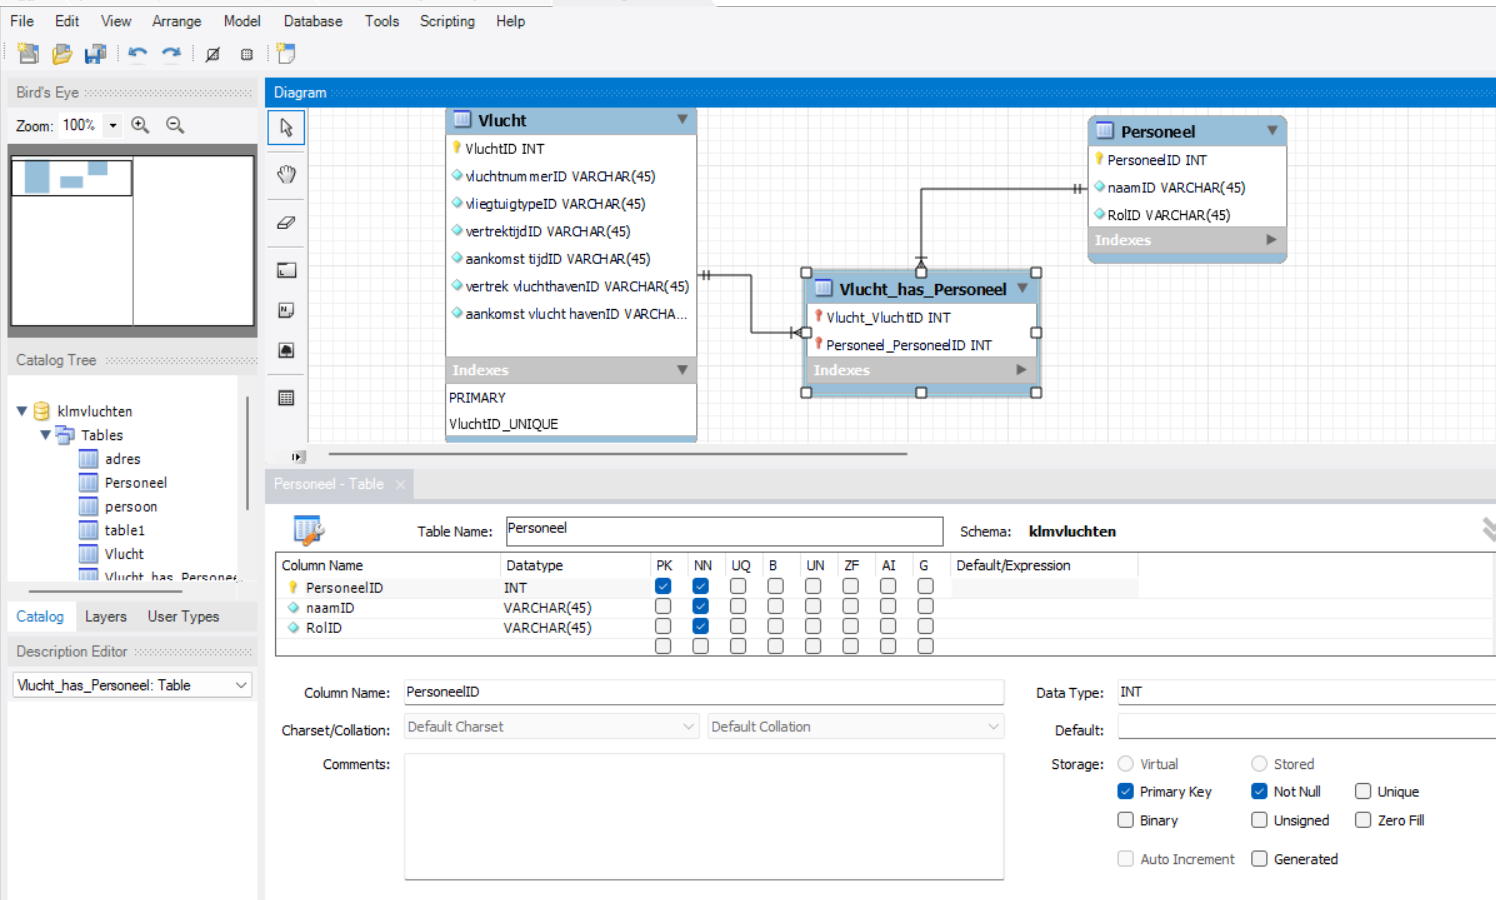 File Edit View Arrange Model Database Tools Scripting Help
Bird's Eye
Zoom: 100%
Diagram
Vlucht
VluchtID INT
vluchtnummerID VARCHAR(45)
vliegtuigtypeID VARCHAR(45)
vertrektijdID VARCHAR(45)
aankomst tijdID VARCHAR(45)
vertrek vluchthavenID VARCHAR(45)
aankomst vlucht havenID VARCHA...
Indexes
PRIMARY
VluchtID_UNIQUE
Personeel
PersoneelID INT
naamID VARCHAR(45)
RolID VARCHAR(45)
Indexes
Vlucht_has_Personeel
Vlucht_VluchtID INT
Personeel_PersoneelID INT
Indexes
Catalog Tree
klmvluchten
Tables
adres
Personeel
persoon
table1
Vlucht
Vlucht_has_Personee
Catalog Layers User Types
Description Editor
Vlucht_has_Personeel: Table
Personeel - Table
Table Name: Personeel Schema: klmvluchten
Column Name Datatype PK NN UQ B UN ZF AI G Default/Expression
PersoneelID INT
naamID VARCHAR(45)
RolID VARCHAR(45)
Column Name: PersoneelID Data Type: INT
Charset/Collation: Default Charset Default Collation Default:
Comments: Storage: Virtual Stored
Primary Key Not Null Unique
Binary Unsigned Zero Fill
Auto Increment Generated